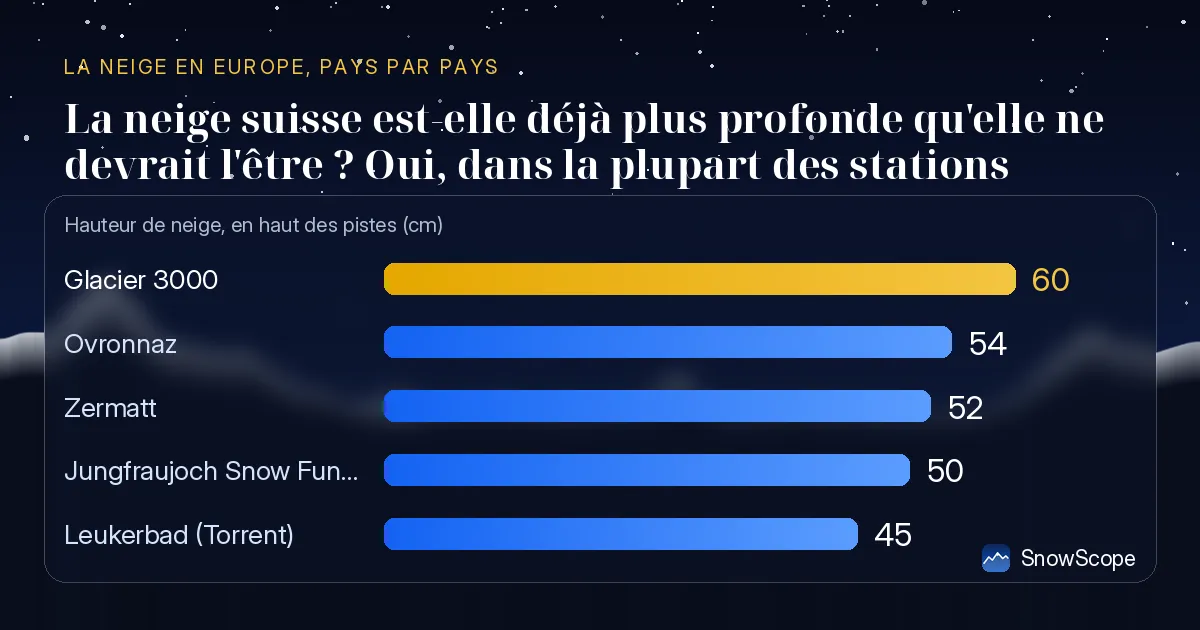 LA NEIGE EN EUROPE, PAYS PAR PAYS
La neige suisse est-elle déjà plus profonde qu'elle ne
devrait l'être ? Oui, dans la plupart des stations
Hauteur de neige, en haut des pistes (cm)
Glacier 3000 60
Ovronnaz 54
Zermatt 52
Jungfraujoch Snow Fun... 50
Leukerbad (Torrent) 45
SnowScope